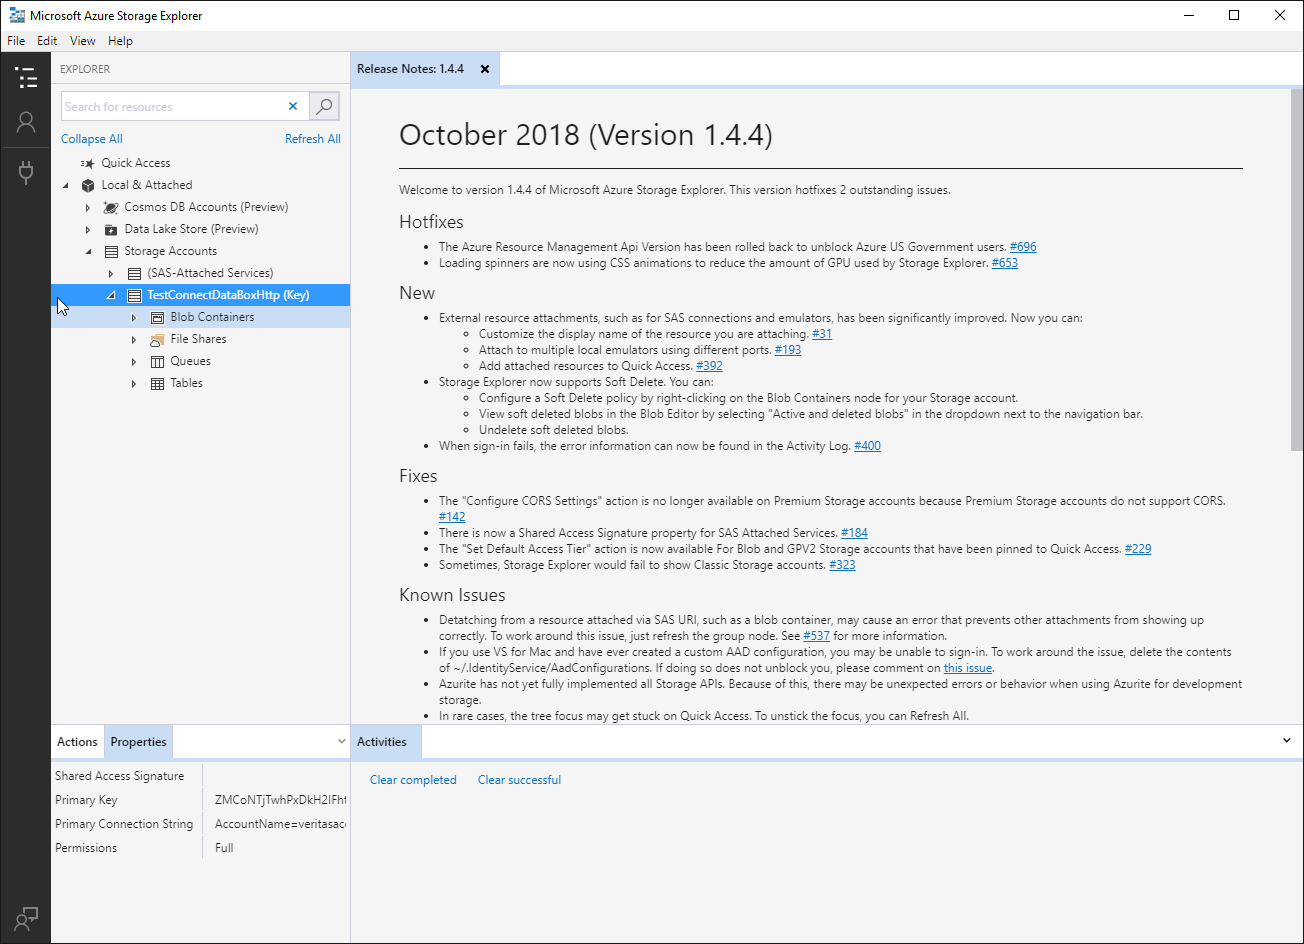 Microsoft Azure Storage Explorer
File Edit View Help
EXPLORER
Search for resources
Collapse All Refresh All
Quick Access
Local & Attached
Cosmos DB Accounts (Preview)
Data Lake Store (Preview)
Storage Accounts
(SAS-Attached Services)
TestConnectDataBoxHttp (Key)
Blob Containers
File Shares
Queues
Tables
Release Notes: 1.4.4
October 2018 (Version 1.4.4)
Welcome to version 1.4.4 of Microsoft Azure Storage Explorer. This version hotfixes 2 outstanding issues.
Hotfixes
• The Azure Resource Management Api Version has been rolled back to unblock Azure US Government users. #696
• Loading spinners are now using CSS animations to reduce the amount of GPU used by Storage Explorer. #653
New
• External resource attachments, such as for SAS connections and emulators, has been significantly improved. Now you can:
◦ Customize the display name of the resource you are attaching. #31
◦ Attach to multiple local emulators using different ports. #193
◦ Add attached resources to Quick Access. #392
• Storage Explorer now supports Soft Delete. You can:
◦ Configure a Soft Delete policy by right-clicking on the Blob Containers node for your Storage account.
◦ View soft deleted blobs in the Blob Editor by selecting "Active and deleted blobs" in the dropdown next to the navigation bar.
◦ Undelete soft deleted blobs.
• When sign-in fails, the error information can now be found in the Activity Log. #400
Fixes
• The "Configure CORS Settings" action is no longer available on Premium Storage accounts because Premium Storage accounts do not support CORS.
#142
• There is now a Shared Access Signature property for SAS Attached Services. #184
• The "Set Default Access Tier" action is now available For Blob and GPV2 Storage accounts that have been pinned to Quick Access. #229
• Sometimes, Storage Explorer would fail to show Classic Storage accounts. #323
Known Issues
• Detatching from a resource attached via SAS URI, such as a blob container, may cause an error that prevents other attachments from showing up
correctly. To work around this issue, just refresh the group node. See #537 for more information.
• If you use VS for Mac and have ever created a custom AAD configuration, you may be unable to sign-in. To work around the issue, delete the contents
of ~/.IdentityService/AadConfigurations. If doing so does not unblock you, please comment on this issue.
• Azurite has not yet fully implemented all Storage APIs. Because of this, there may be unexpected errors or behavior when using Azurite for development
storage.
• In rare cases, the tree focus may get stuck on Quick Access. To unstick the focus, you can Refresh All.
Actions Properties
Shared Access Signature
Primary Key ZMCoNTjTwhPxDkH2IFh
Primary Connection String AccountName=veritasac
Permissions Full
Activities
Clear completed Clear successful